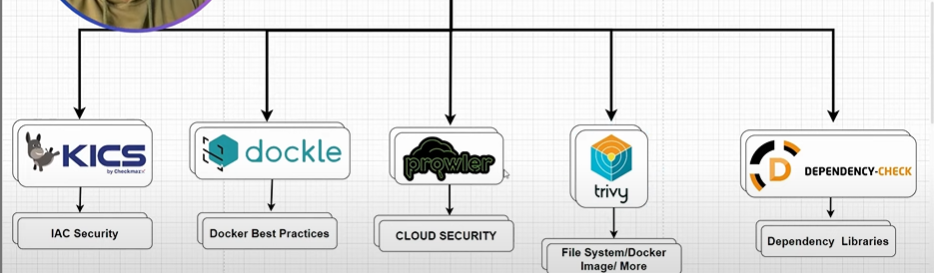 KICS
by Checkmarx
dockle
prowler
trivy
D
DEPENDENCY-CHECK
IAC Security
Docker Best Practices
CLOUD SECURITY
File System/Docker
Image/ More
Dependency Libraries